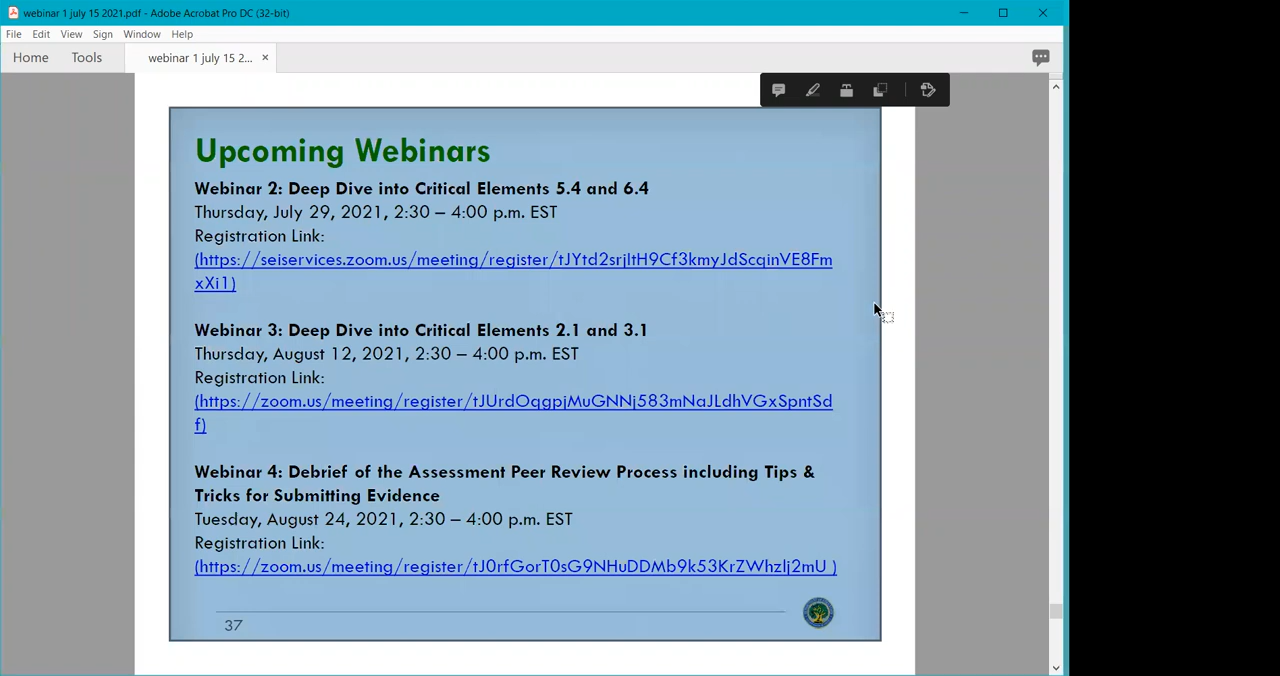 webinar 1 july 15 2021.pdf - Adobe Acrobat Pro DC (32-bit)
File Edit View Sign Window Help
Home Tools webinar 1 july 15 2... ×
Upcoming Webinars
Webinar 2: Deep Dive into Critical Elements 5.4 and 6.4
Thursday, July 29, 2021, 2:30 – 4:00 p.m. EST
Registration Link:
(https://seiservices.zoom.us/meeting/register/tJYtd2srjItH9Cf3kmyJdScqinVE8Fm
xXi1)
Webinar 3: Deep Dive into Critical Elements 2.1 and 3.1
Thursday, August 12, 2021, 2:30 – 4:00 p.m. EST
Registration Link:
(https://zoom.us/meeting/register/tJUrdOqgpjMuGNNj583mNaJLdhVGxSpntSd
f)
Webinar 4: Debrief of the Assessment Peer Review Process including Tips &
Tricks for Submitting Evidence
Tuesday, August 24, 2021, 2:30 – 4:00 p.m. EST
Registration Link:
(https://zoom.us/meeting/register/tJ0rfGorT0sG9NHuDDMb9k53KrZWhzlj2mU )
37